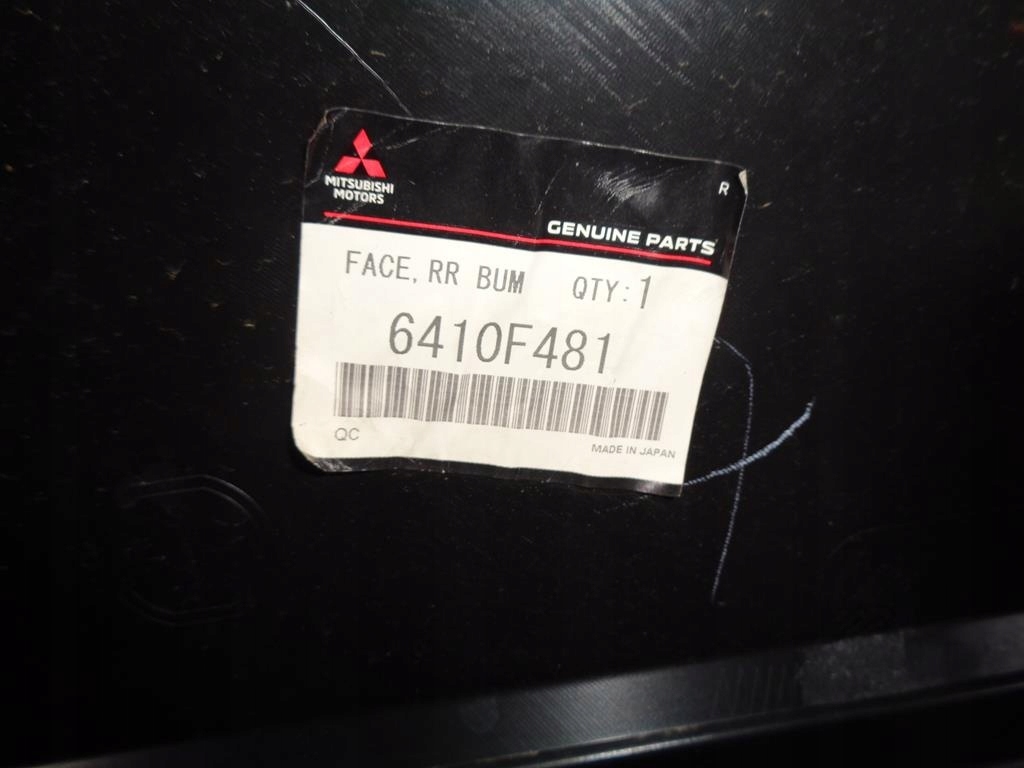 MITSUBISHI
MOTORS
R
GENUINE PARTS
FACE, RR BUM QTY: 1
6410F481
QC
MADE IN JAPAN